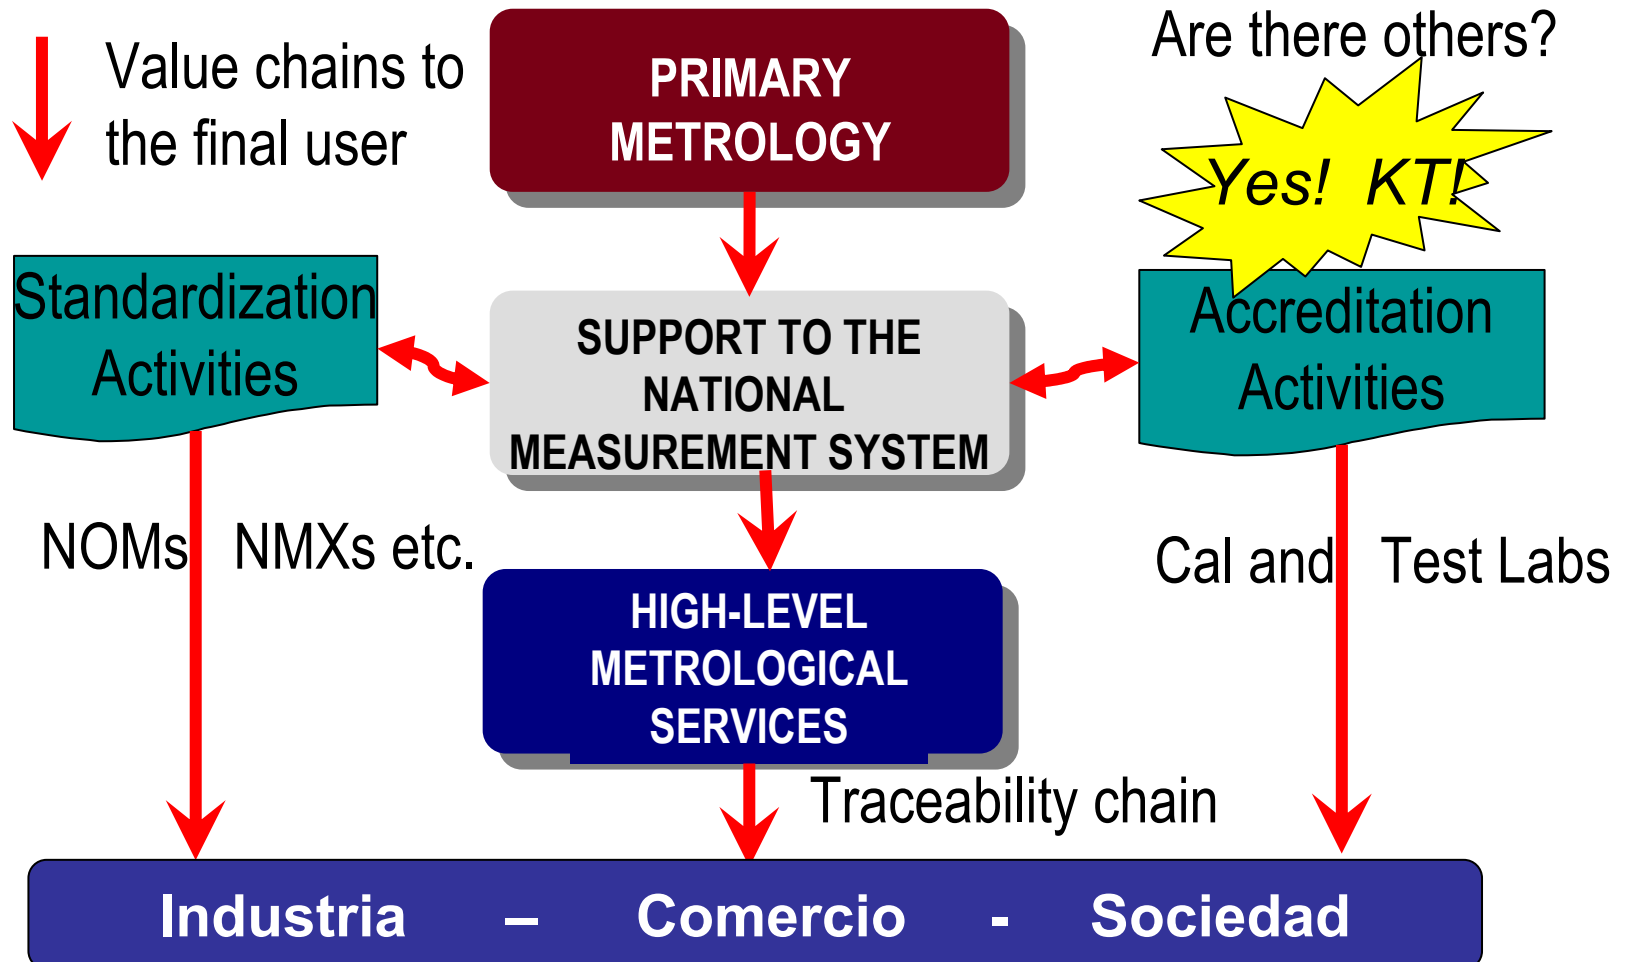 Value chains to
the final user
PRIMARY
METROLOGY
Are there others?
Yes! KT!
Standardization
Activities
SUPPORT TO THE
NATIONAL
MEASUREMENT SYSTEM
Accreditation
Activities
NOMs NMXs etc.
Cal and Test Labs
HIGH-LEVEL
METROLOGICAL
SERVICES
Traceability chain
Industria – Comercio - Sociedad